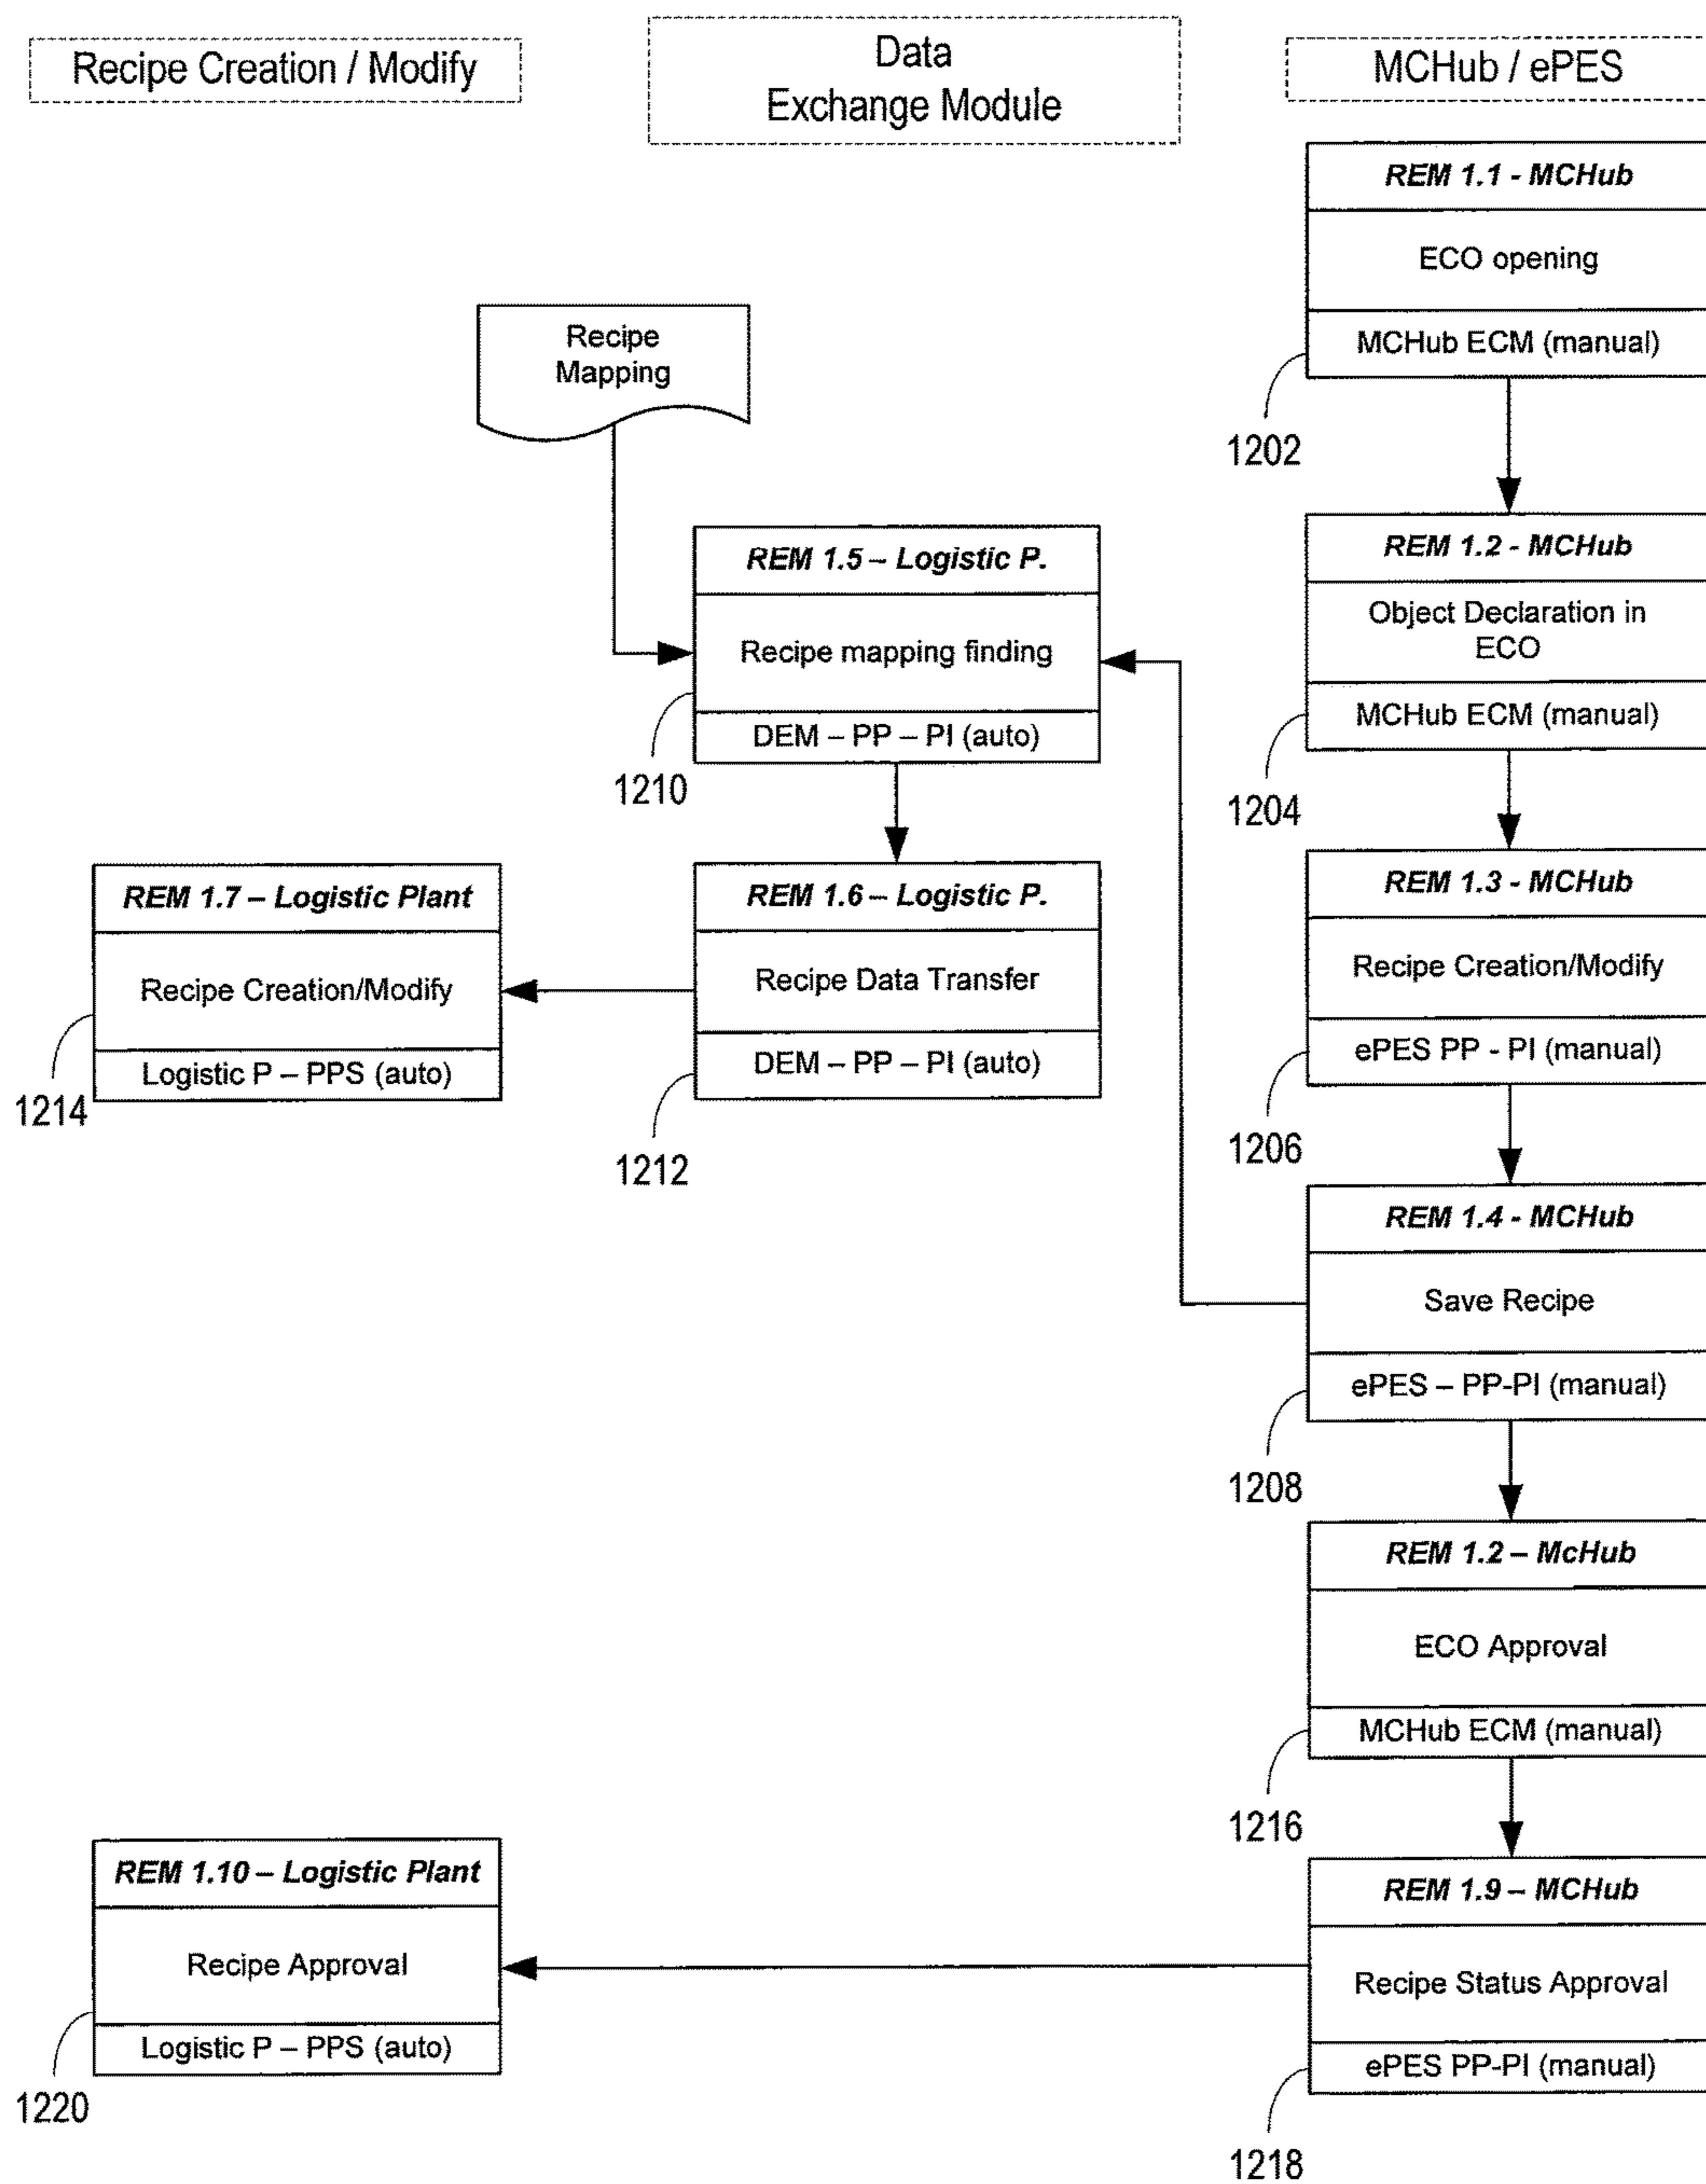 Recipe Creation / Modify
Data
Exchange Module
MCHub / ePES
REM 1.1 - MCHub
ECO opening
MCHub ECM (manual)
1202
Recipe
Mapping
REM 1.5 – Logistic P.
Recipe mapping finding
DEM – PP – PI (auto)
1210
REM 1.2 - MCHub
Object Declaration in
ECO
MCHub ECM (manual)
1204
REM 1.7 – Logistic Plant
Recipe Creation/Modify
Logistic P – PPS (auto)
1214
REM 1.6 – Logistic P.
Recipe Data Transfer
DEM – PP – PI (auto)
1212
REM 1.3 - MCHub
Recipe Creation/Modify
ePES PP - PI (manual)
1206
REM 1.4 - MCHub
Save Recipe
ePES – PP-PI (manual)
1208
REM 1.2 – McHub
ECO Approval
MCHub ECM (manual)
1216
REM 1.10 – Logistic Plant
Recipe Approval
Logistic P – PPS (auto)
1220
REM 1.9 – MCHub
Recipe Status Approval
ePES PP-PI (manual)
1218